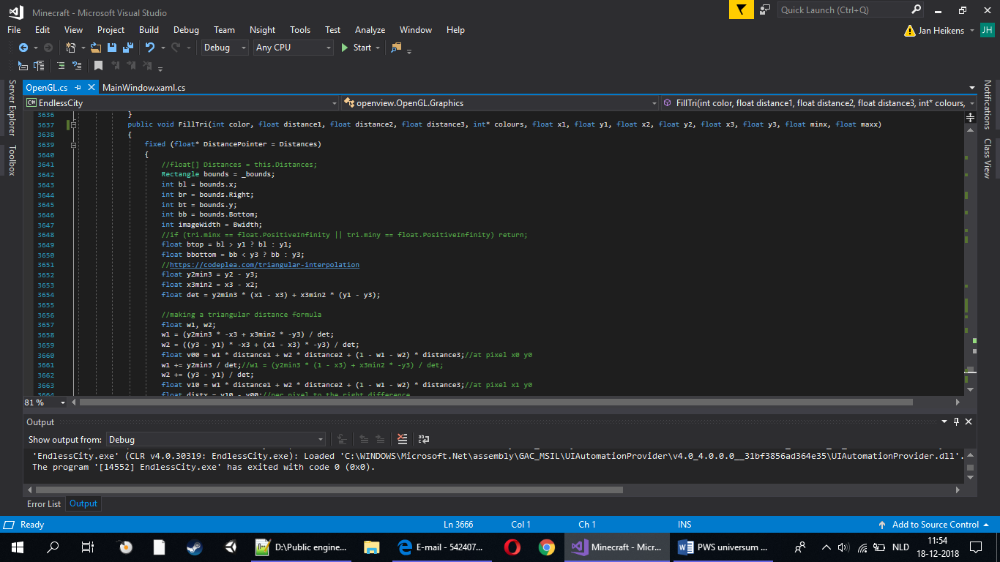 Minecraft - Microsoft Visual Studio
Quick Launch (Ctrl+Q)
File Edit View Project Build Debug Team Nsight Tools Test Analyze Window Help
Jan Heikens JH
Debug Any CPU Start
Server Explorer
Toolbox
Notifications
Class View
OpenGL.cs MainWindow.xaml.cs
C# EndlessCity openview.OpenGL.Graphics FillTri(int color, float distance1, float distance2, float distance3, int* colours,
3636 }
3637 public void FillTri(int color, float distance1, float distance2, float distance3, int* colours, float x1, float y1, float x2, float y2, float x3, float y3, float minx, float maxx)
3638 {
3639 fixed (float* DistancePointer = Distances)
3640 {
3641 //float[] Distances = this.Distances;
3642 Rectangle bounds = _bounds;
3643 int bl = bounds.x;
3644 int br = bounds.Right;
3645 int bt = bounds.y;
3646 int bb = bounds.Bottom;
3647 int imageWidth = Bwidth;
3648 //if (tri.minx == float.PositiveInfinity || tri.miny == float.PositiveInfinity) return;
3649 float btop = bl > y1 ? bl : y1;
3650 float bbottom = bb < y3 ? bb : y3;
3651 //https://codeplea.com/triangular-interpolation
3652 float y2min3 = y2 - y3;
3653 float x3min2 = x3 - x2;
3654 float det = y2min3 * (x1 - x3) + x3min2 * (y1 - y3);
3655
3656 //making a triangular distance formula
3657 float w1, w2;
3658 w1 = (y2min3 * -x3 + x3min2 * -y3) / det;
3659 w2 = ((y3 - y1) * -x3 + (x1 - x3) * -y3) / det;
3660 float v00 = w1 * distance1 + w2 * distance2 + (1 - w1 - w2) * distance3;//at pixel x0 y0
3661 w1 += y2min3 / det;//w1 = (y2min3 * (1 - x3) + x3min2 * -y3) / det;
3662 w2 += (y3 - y1) / det;
3663 float v10 = w1 * distance1 + w2 * distance2 + (1 - w1 - w2) * distance3;//at pixel x1 y0
3664 float distx = v10 - v00;//per pixel to the right difference
81 %
Output
Show output from: Debug
'EndlessCity.exe' (CLR v4.0.30319: EndlessCity.exe): Loaded 'C:\WINDOWS\Microsoft.Net\assembly\GAC_MSIL\UIAutomationProvider\v4.0_4.0.0.0__31bf3856ad364e35\UIAutomationProvider.dll'.
The program '[14552] EndlessCity.exe' has exited with code 0 (0x0).
Error List Output
Ready Ln 3666 Col 1 Ch 1 INS Add to Source Control
D:\Public engine... E-mail - 542407... Minecraft - Micr... PWS universum ... NLD 11:54
18-12-2018